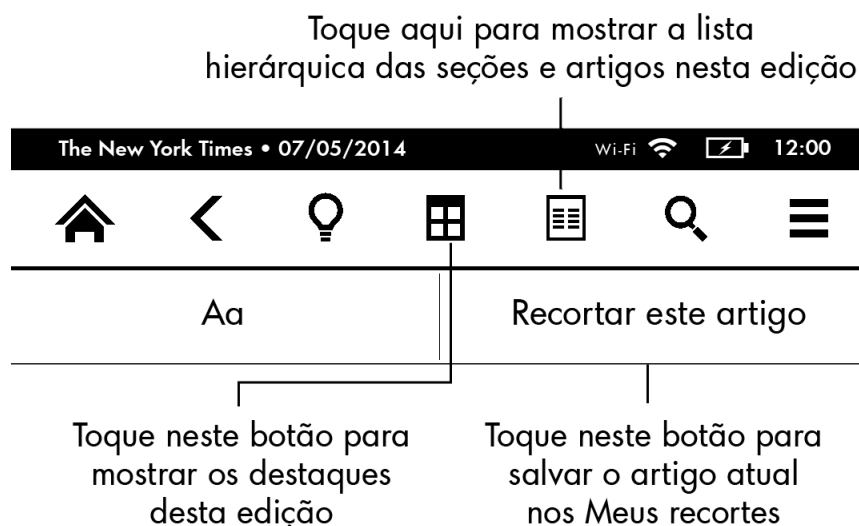 Toque aqui para mostrar a lista
hierárquica das seções e artigos nesta edição
The New York Times • 07/05/2014 Wi-Fi 12:00
Aa Recortar este artigo
Toque neste botão para
mostrar os destaques
desta edição
Toque neste botão para
salvar o artigo atual
nos Meus recortes